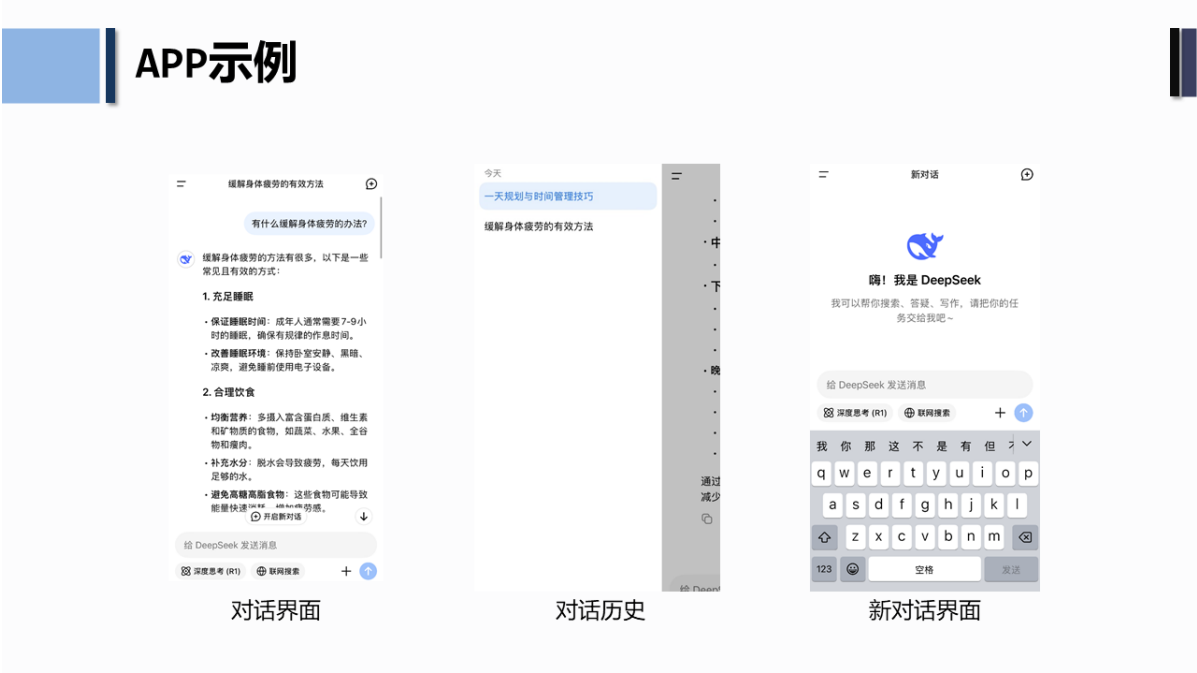 APP示例
缓解身体疲劳的有效方法
有什么缓解身体疲劳的办法?
缓解身体疲劳的方法有很多，以下是一些
常见且有效的方式：
1. 充足睡眠
· 保证睡眠时间：成年人通常需要7-9小
时的睡眠，确保有规律的作息时间。
· 改善睡眠环境：保持卧室安静、黑暗、
凉爽，避免睡前使用电子设备。
2. 合理饮食
· 均衡营养：多摄入富含蛋白质、维生素
和矿物质的食物，如蔬菜、水果、全谷
物和瘦肉。
· 补充水分：脱水会导致疲劳，每天饮用
足够的水。
· 避免高糖高脂食物：这些食物可能导致
能量快速消耗，增加疲劳感。
开启新对话
给 DeepSeek 发送消息
深度思考 (R1) 联网搜索
对话界面
今天
一天规划与时间管理技巧
缓解身体疲劳的有效方法
· 中
· 下
· 晚
通过
减少
给 Deep
对话历史
新对话
嗨！我是 DeepSeek
我可以帮你搜索、答疑、写作，请把你的任
务交给我吧~
给 DeepSeek 发送消息
深度思考 (R1) 联网搜索
我 你 那 这 不 是 有 但
q w e r t y u i o p
a s d f g h j k l
z x c v b n m
123 空格 发送
新对话界面